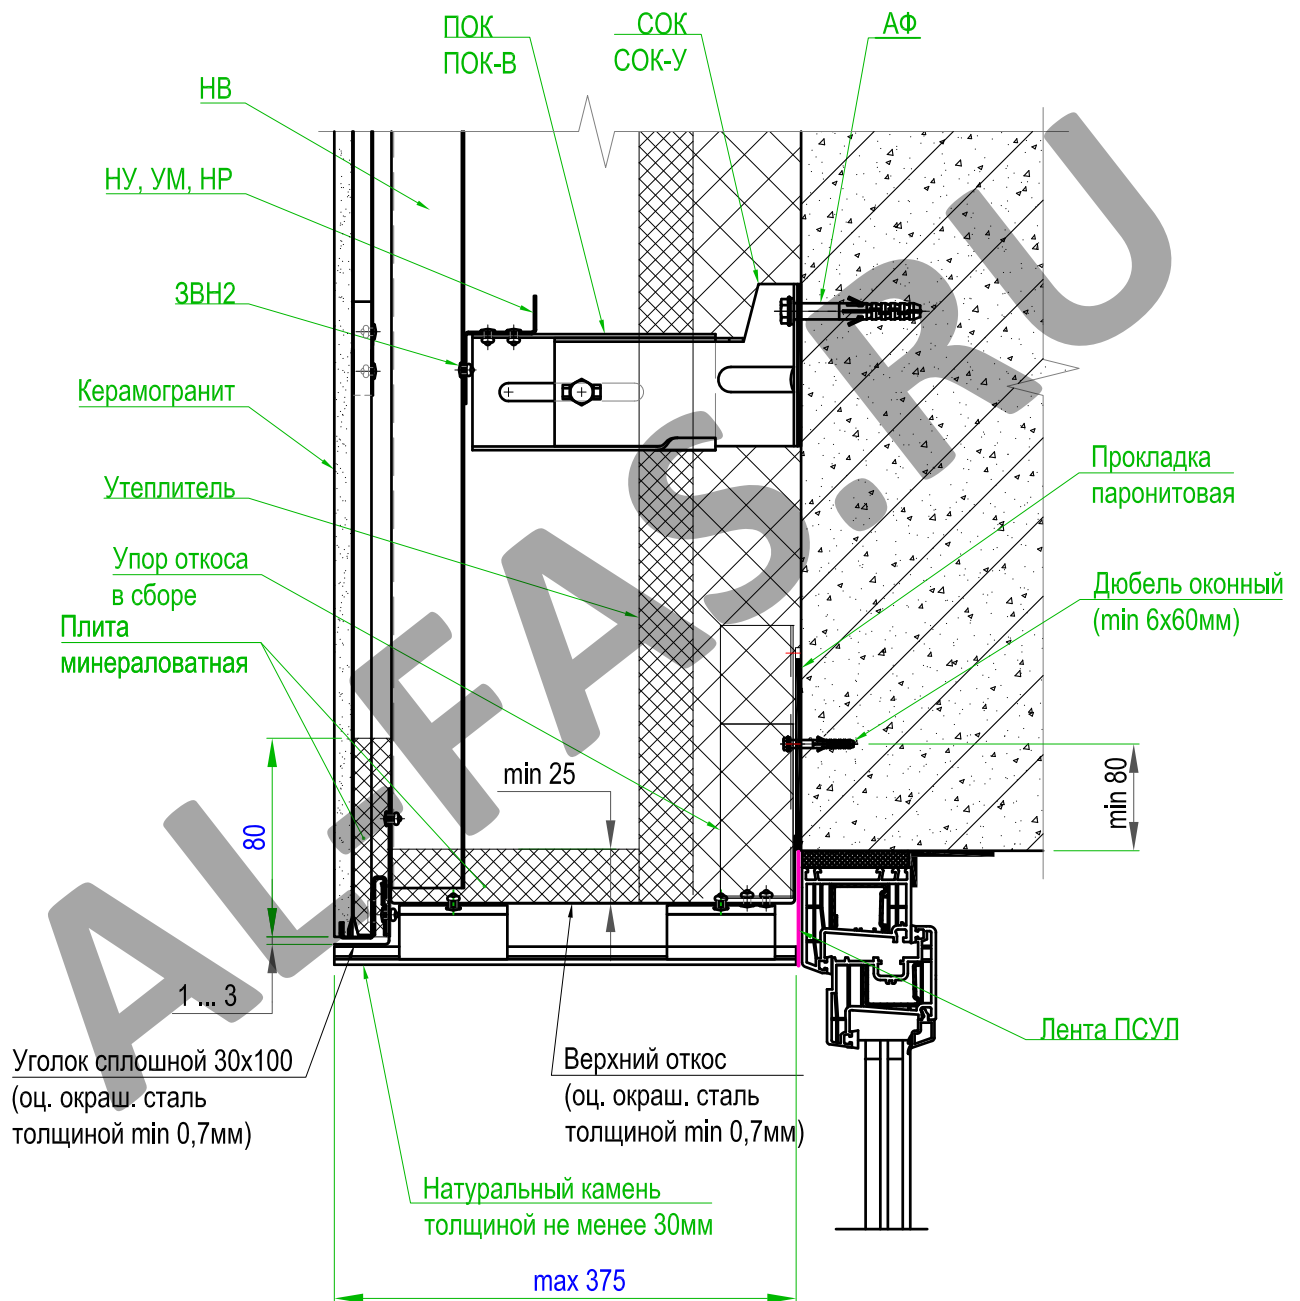 ПОК
ПОК-В
СОК
СОК-У
АФ
НВ
НУ, УМ, НР
ЗВН2
Керамогранит
Утеплитель
Упор откоса
в сборе
Плита
минераловатная
Прокладка
паронитовая
Дюбель оконный
(min 6х60мм)
min 25
80
min 80
1 ... 3
Уголок сплошной 30х100
(оц. окраш. сталь
толщиной min 0,7мм)
Верхний откос
(оц. окраш. сталь
толщиной min 0,7мм)
Лента ПСУЛ
Натуральный камень
толщиной не менее 30мм
max 375
AL-FAS.RU